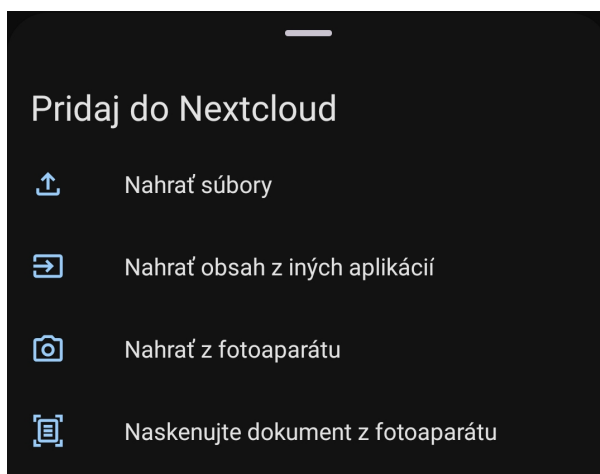 Pridaj do Nextcloud
Nahrať súbory
Nahrať obsah z iných aplikácií
Nahrať z fotoaparátu
Naskenujte dokument z fotoaparátu